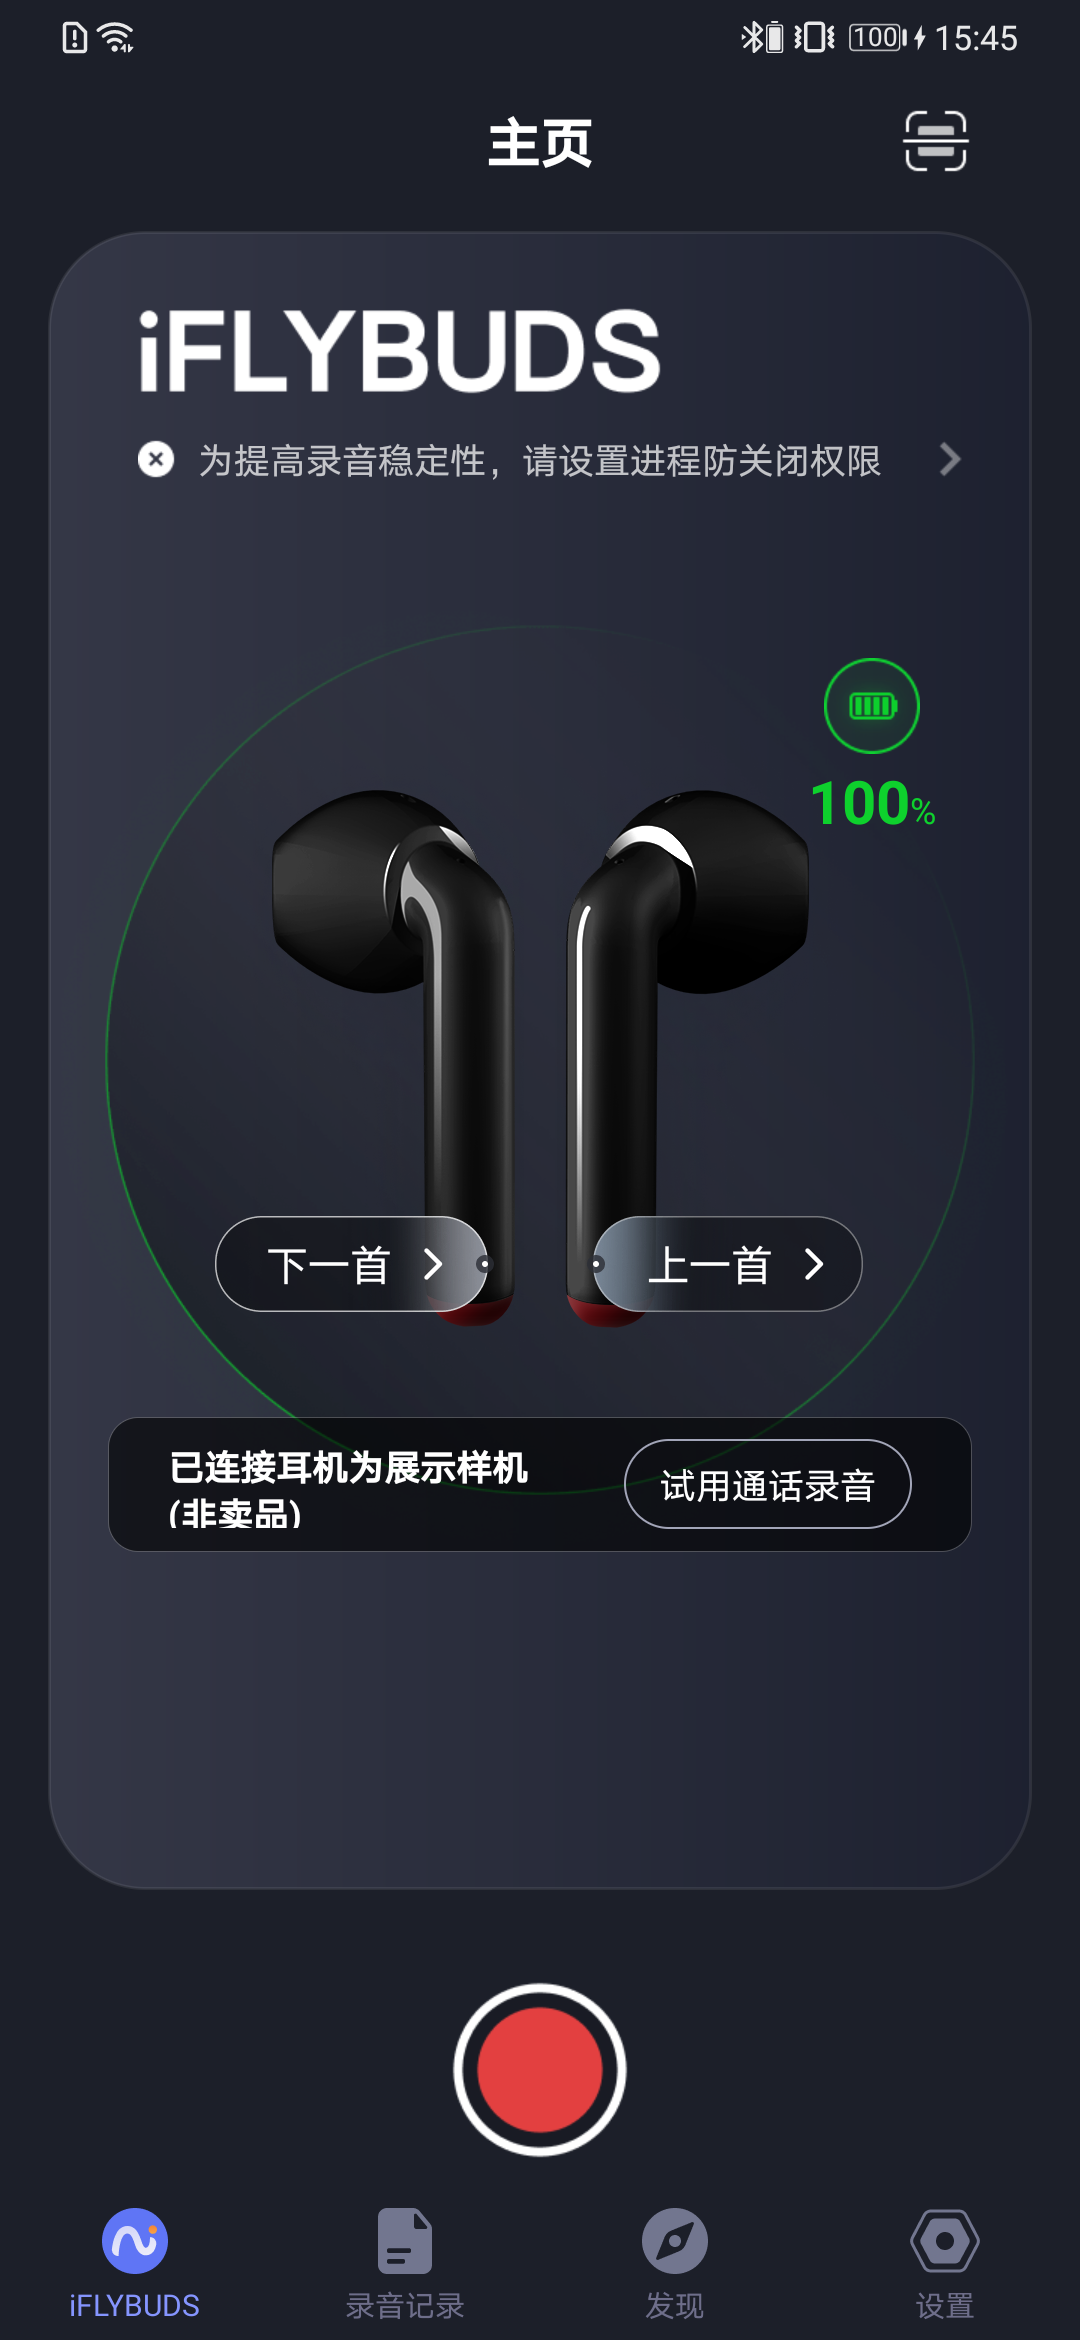 100 15:45
主页
iFLYBUDS
为提高录音稳定性，请设置进程防关闭权限
100%
下一首
上一首
已连接耳机为展示样机
(非卖品)
试用通话录音
iFLYBUDS
录音记录
发现
设置